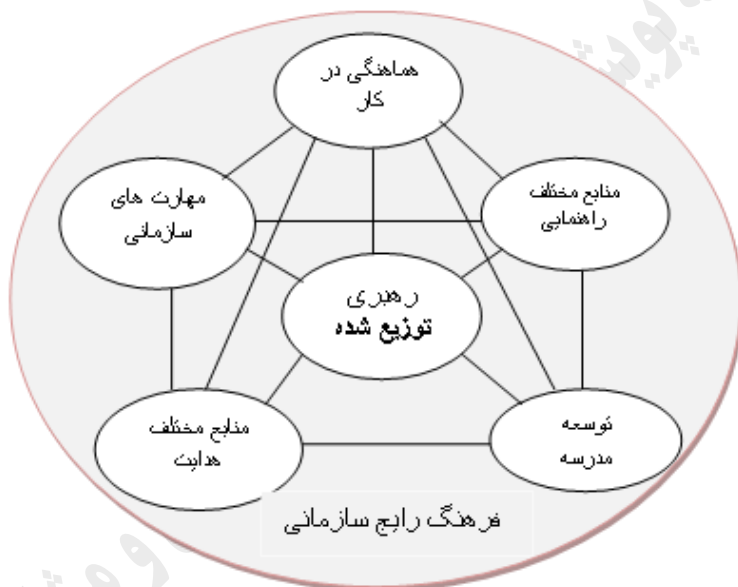 هماهنگی در
کار
مهارت های
سازمانی
منابع مختلف
راهنمایی
رهبری
توزیع شده
منابع مختلف
هدایت
توسعه
مدرسه
فرهنگ رایج سازمانی